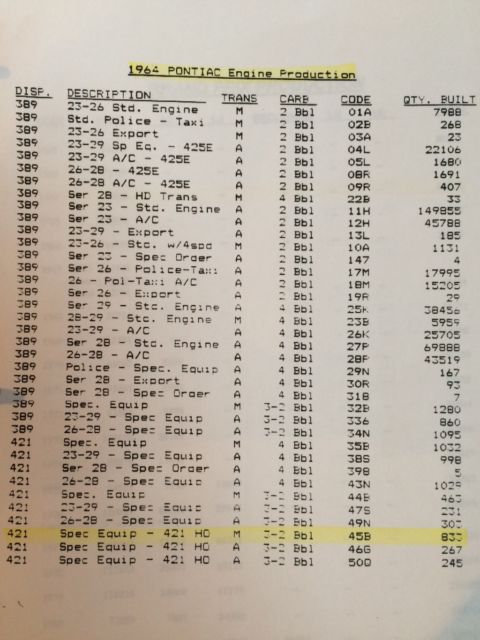 1964 PONTIAC Engine Production
DISP. DESCRIPTION TRANS CARB CODE QTY. BUILT
389 23-26 Std. Engine M 2 Bbl 01A 7988
389 Std. Police - Taxi M 2 Bbl 02B 268
389 23-26 Export M 2 Bbl 03A 23
389 23-29 Sp Eq. - 425E A 2 Bbl 04L 22106
389 23-29 A/C - 425E A 2 Bbl 05L 1680
389 26-28 - 425E A 2 Bbl 08R 1691
389 26-28 A/C - 425E A 2 Bbl 09R 407
389 Ser 28 - HD Trans M 4 Bbl 22B 33
389 Ser 23 - Std. Engine A 2 Bbl 11H 149855
389 Ser 23 - A/C A 2 Bbl 12H 45788
389 23-29 - Export A 2 Bbl 13L 185
389 23-26 - Std. w/4spd M 2 Bbl 10A 1131
389 Ser 23 - Spec Order A 2 Bbl 147 4
389 Ser 26 - Police-Taxi A 2 Bbl 17M 17995
389 26 - Pol-Taxi A/C A 2 Bbl 18M 15205
389 Ser 26 - Export A 2 Bbl 19R 29
389 Ser 29 - Std. Engine A 4 Bbl 25K 38456
389 28-29 - Std. Engine M 4 Bbl 23B 5959
389 23-29 - A/C A 4 Bbl 26K 25705
389 Ser 28 - Std. Engine A 4 Bbl 27P 69888
389 26-28 - A/C A 4 Bbl 28P 43519
389 Police - Spec. Equip A 4 Bbl 29N 167
389 Ser 28 - Export A 4 Bbl 30R 93
389 Ser 28 - Spec Order A 4 Bbl 318 7
389 Spec. Equip M 3-2 Bbl 32B 1280
389 23-29 - Spec Equip A 3-2 Bbl 336 860
389 26-28 - Spec Equip A 3-2 Bbl 34N 1095
421 Spec. Equip M 4 Bbl 35B 1032
421 23-29 - Spec Equip A 4 Bbl 38S 998
421 Ser 28 - Spec Order A 4 Bbl 398 5
421 26-28 - Spec Equip A 4 Bbl 43N
421 Spec. Equip M 3-2 Bbl 44B
421 23-29 - Spec Equip A 3-2 Bbl 47S 231
421 26-28 - Spec Equip A 3-2 Bbl 49N
421 Spec Equip - 421 HO M 3-2 Bbl 45B
421 Spec Equip - 421 HO A 3-2 Bbl 46G 267
421 Spec Equip - 421 HO A 3-2 Bbl 50Q 245